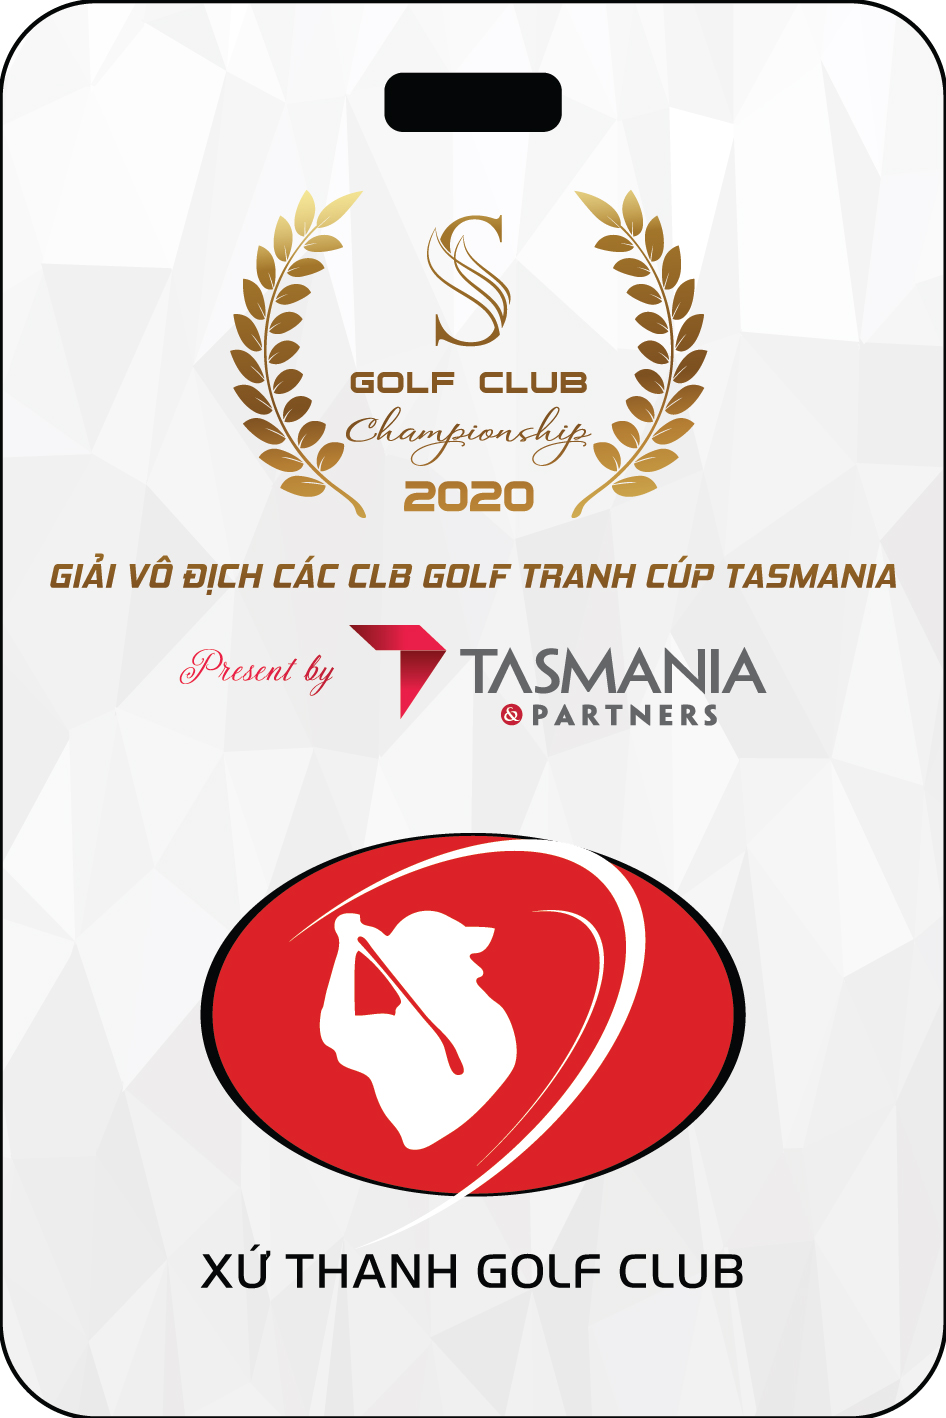 S
GOLF CLUB
Championship
2020
GIẢI VÔ ĐỊCH CÁC CLB GOLF TRANH CÚP TASMANIA
Present by
TASMANIA
& PARTNERS
XỨ THANH GOLF CLUB